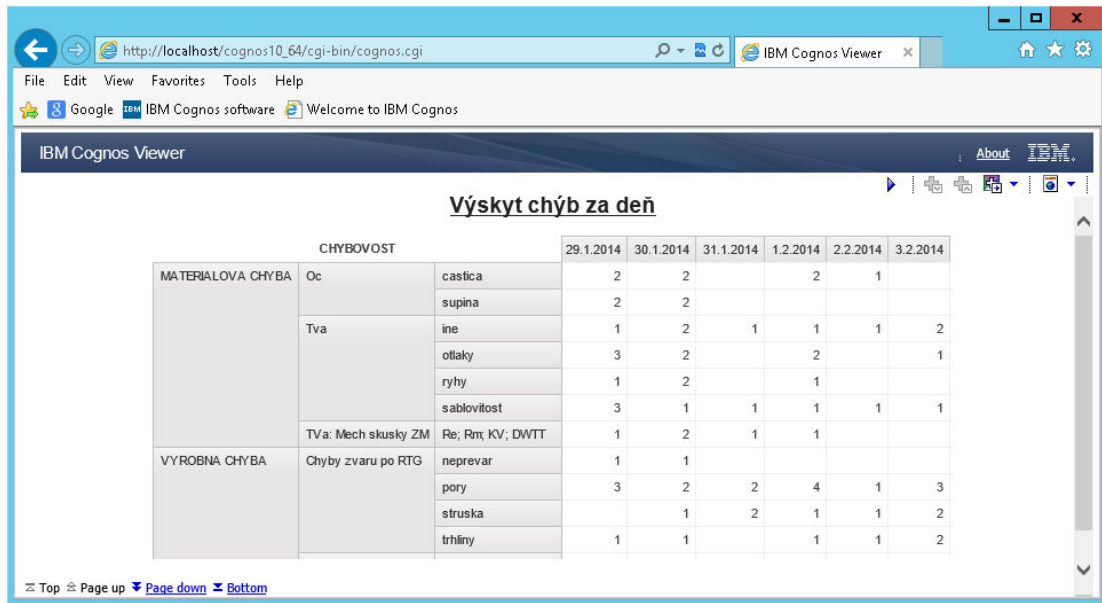 http://localhost/cognos10_64/cgi-bin/cognos.cgi IBM Cognos Viewer
File Edit View Favorites Tools Help
Google IBM Cognos software Welcome to IBM Cognos
IBM Cognos Viewer About IBM.
Výskyt chýb za deň
CHYBOVOST 29.1.2014 30.1.2014 31.1.2014 1.2.2014 2.2.2014 3.2.2014
MATERIALOVA CHYBA Oc castica 2 2 2 1
supina 2 2
Tva ine 1 2 1 1 1 2
otlaky 3 2 2 1
ryhy 1 2 1
sablovitost 3 1 1 1 1 1
TVa: Mech skusky ZM Re; Rm; KV; DWTT 1 2 1 1
VYROBNA CHYBA Chyby zvaru po RTG neprevar 1 1
pory 3 2 2 4 1 3
struska 1 2 1 1 2
trhliny 1 1 1 1 2
Top Page up Page down Bottom